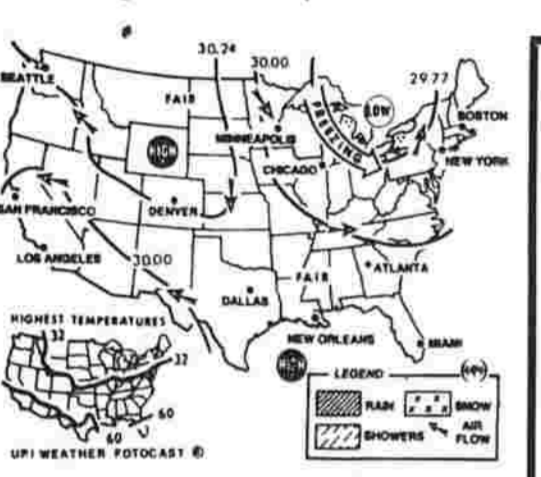 30.24
30.00
29.77
SEATTLE
FAIR
LOW
BOSTON
FREEZING
MINNEAPOLIS
HIGH
NEW YORK
CHICAGO
SAN FRANCISCO
DENVER
LOS ANGELES
30.00
FAIR
ATLANTA
DALLAS
HIGHEST TEMPERATURES
32
NEW ORLEANS
MIAMI
32
HIGH
LEGEND
RAIN
SNOW
60
SHOWERS
AIR
FLOW
60
UPI WEATHER FOTOCAST ©